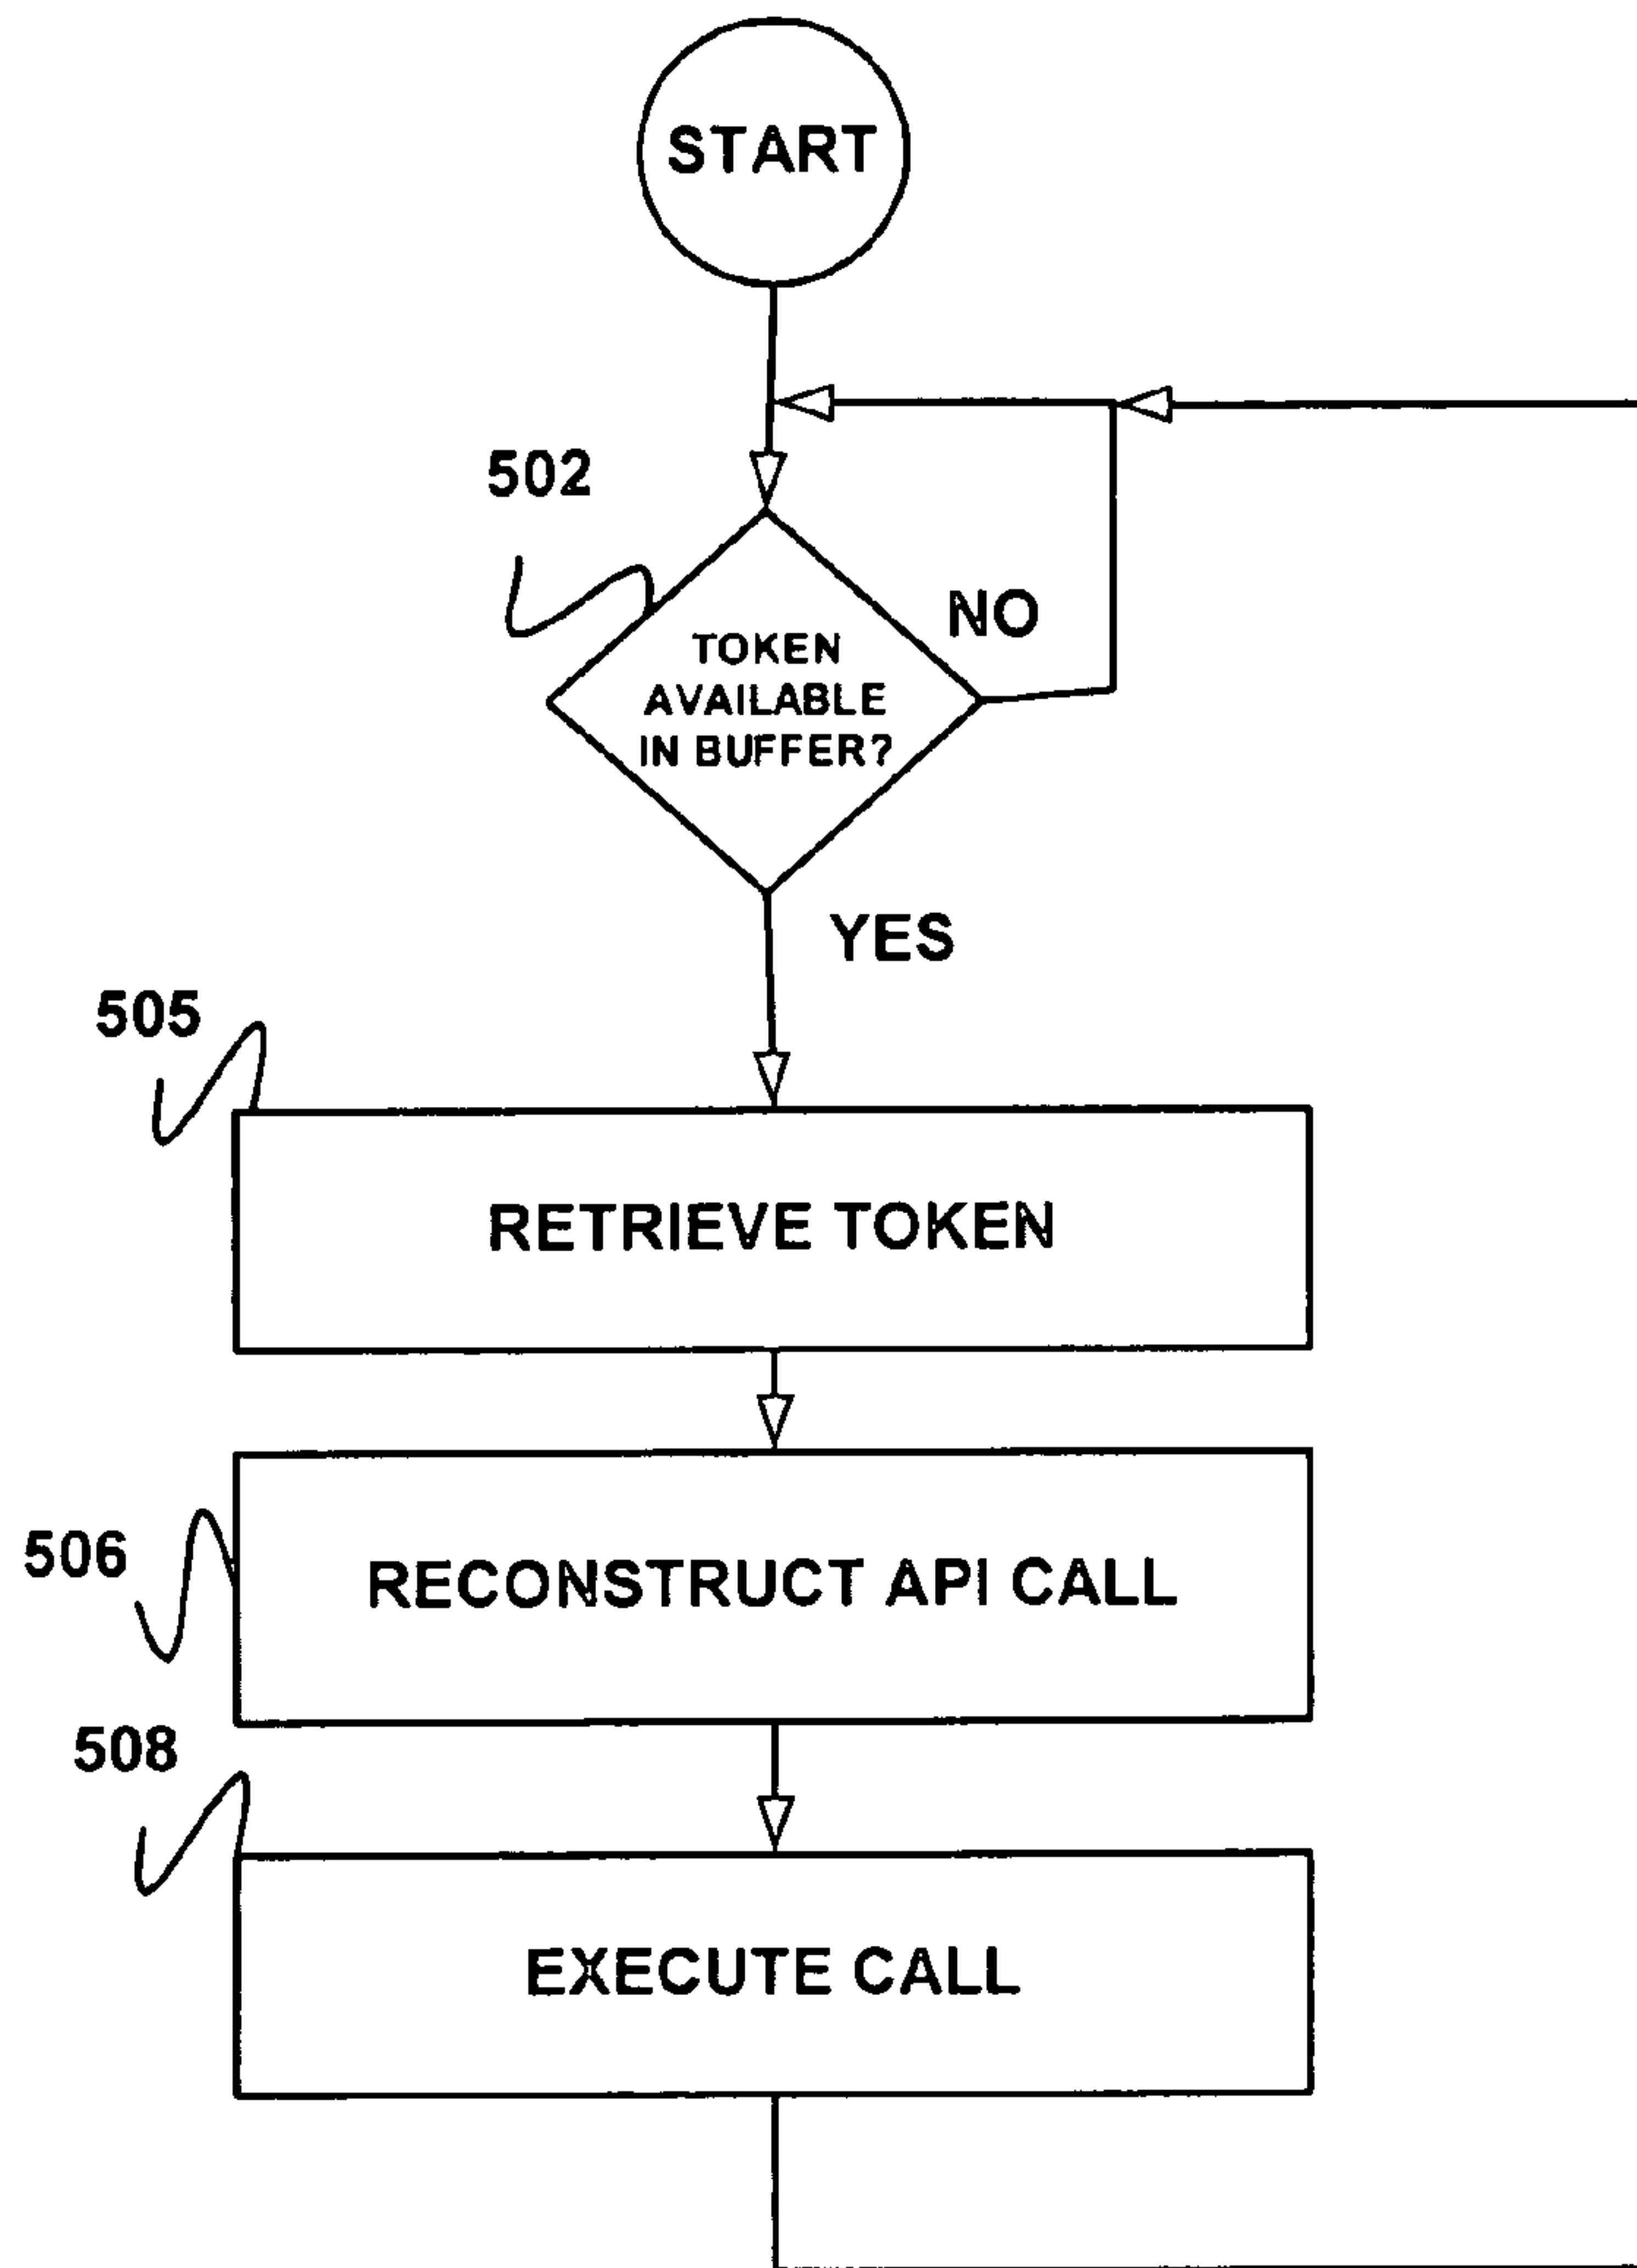 START
502
NO
TOKEN
AVAILABLE
IN BUFFER?
YES
505
RETRIEVE TOKEN
506
RECONSTRUCT API CALL
508
EXECUTE CALL